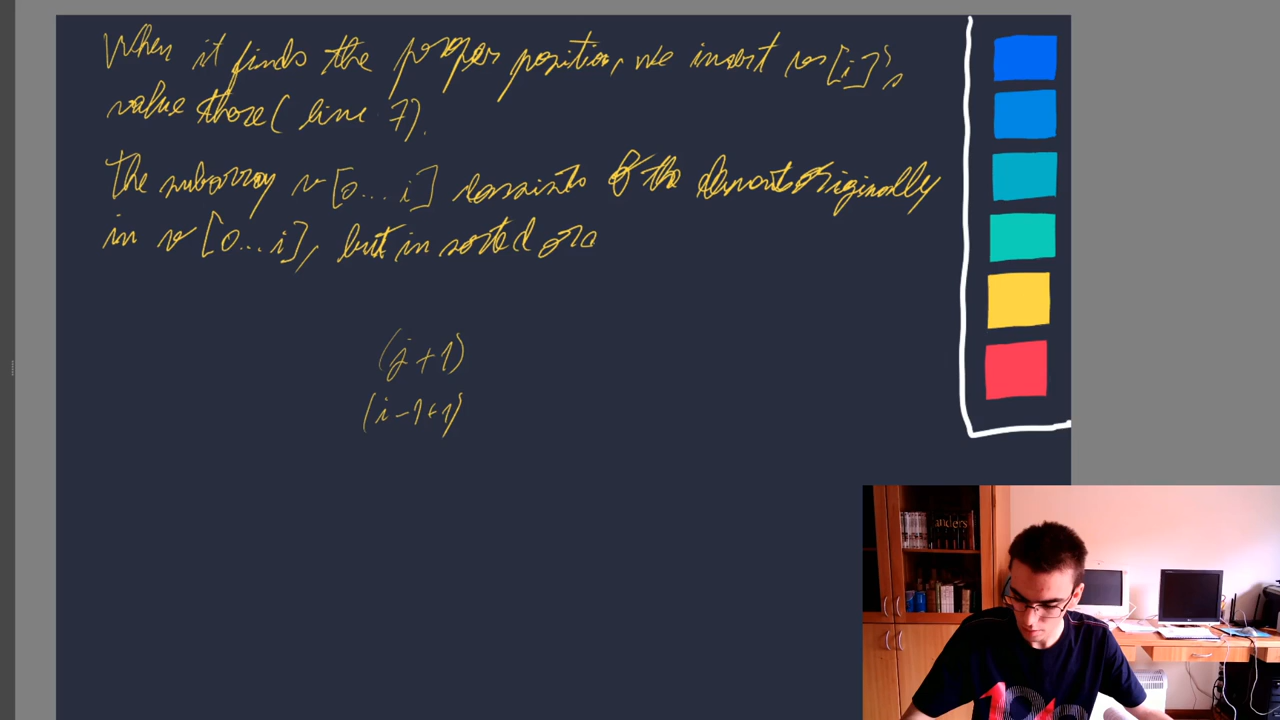 When it finds the proper position, we insert v[i]'s
value there( line 7).
The subarray v[0...i] consists of the elements originally
in v[0...i], but in sorted ord
(j+1)
(i-1+1)
anders